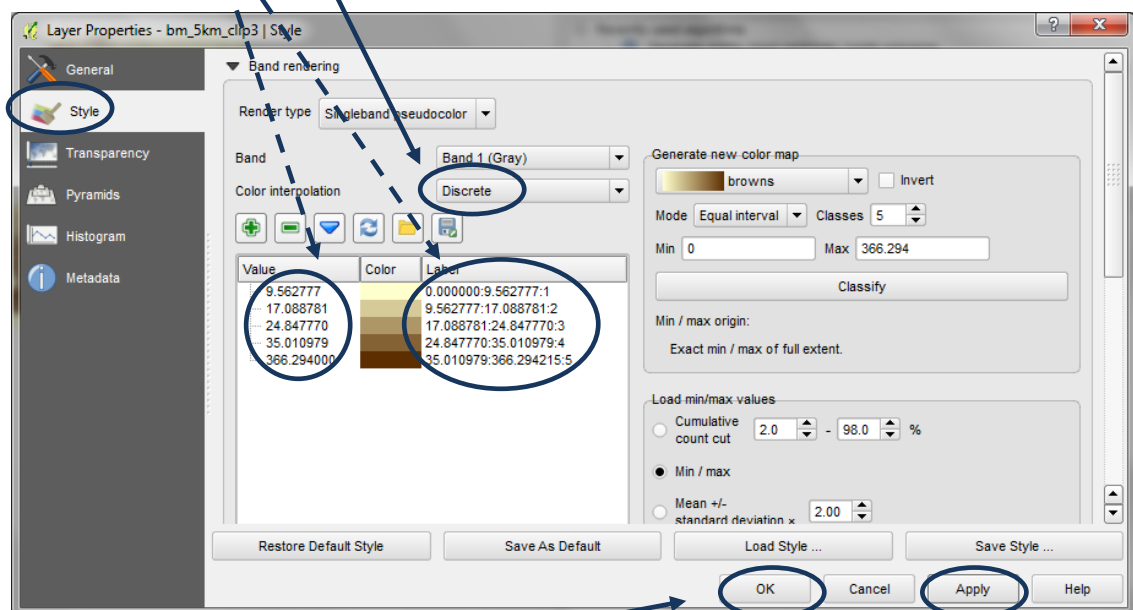 Layer Properties - bm_5km_clip3 | Style
General
Style
Transparency
Pyramids
Histogram
Metadata
Band rendering
Render type Singleband pseudocolor
Band Band 1 (Gray)
Color interpolation Discrete
Value Color Label
9.562777 0.000000:9.562777:1
17.088781 9.562777:17.088781:2
24.847770 17.088781:24.847770:3
35.010979 24.847770:35.010979:4
366.294000 35.010979:366.294215:5
Generate new color map
browns Invert
Mode Equal interval Classes 5
Min 0 Max 366.294
Classify
Min / max origin:
Exact min / max of full extent.
Load min/max values
Cumulative
count cut 2.0 - 98.0 %
Min / max
Mean +/-
standard deviation × 2.00
Restore Default Style Save As Default Load Style ... Save Style ...
OK Cancel Apply Help